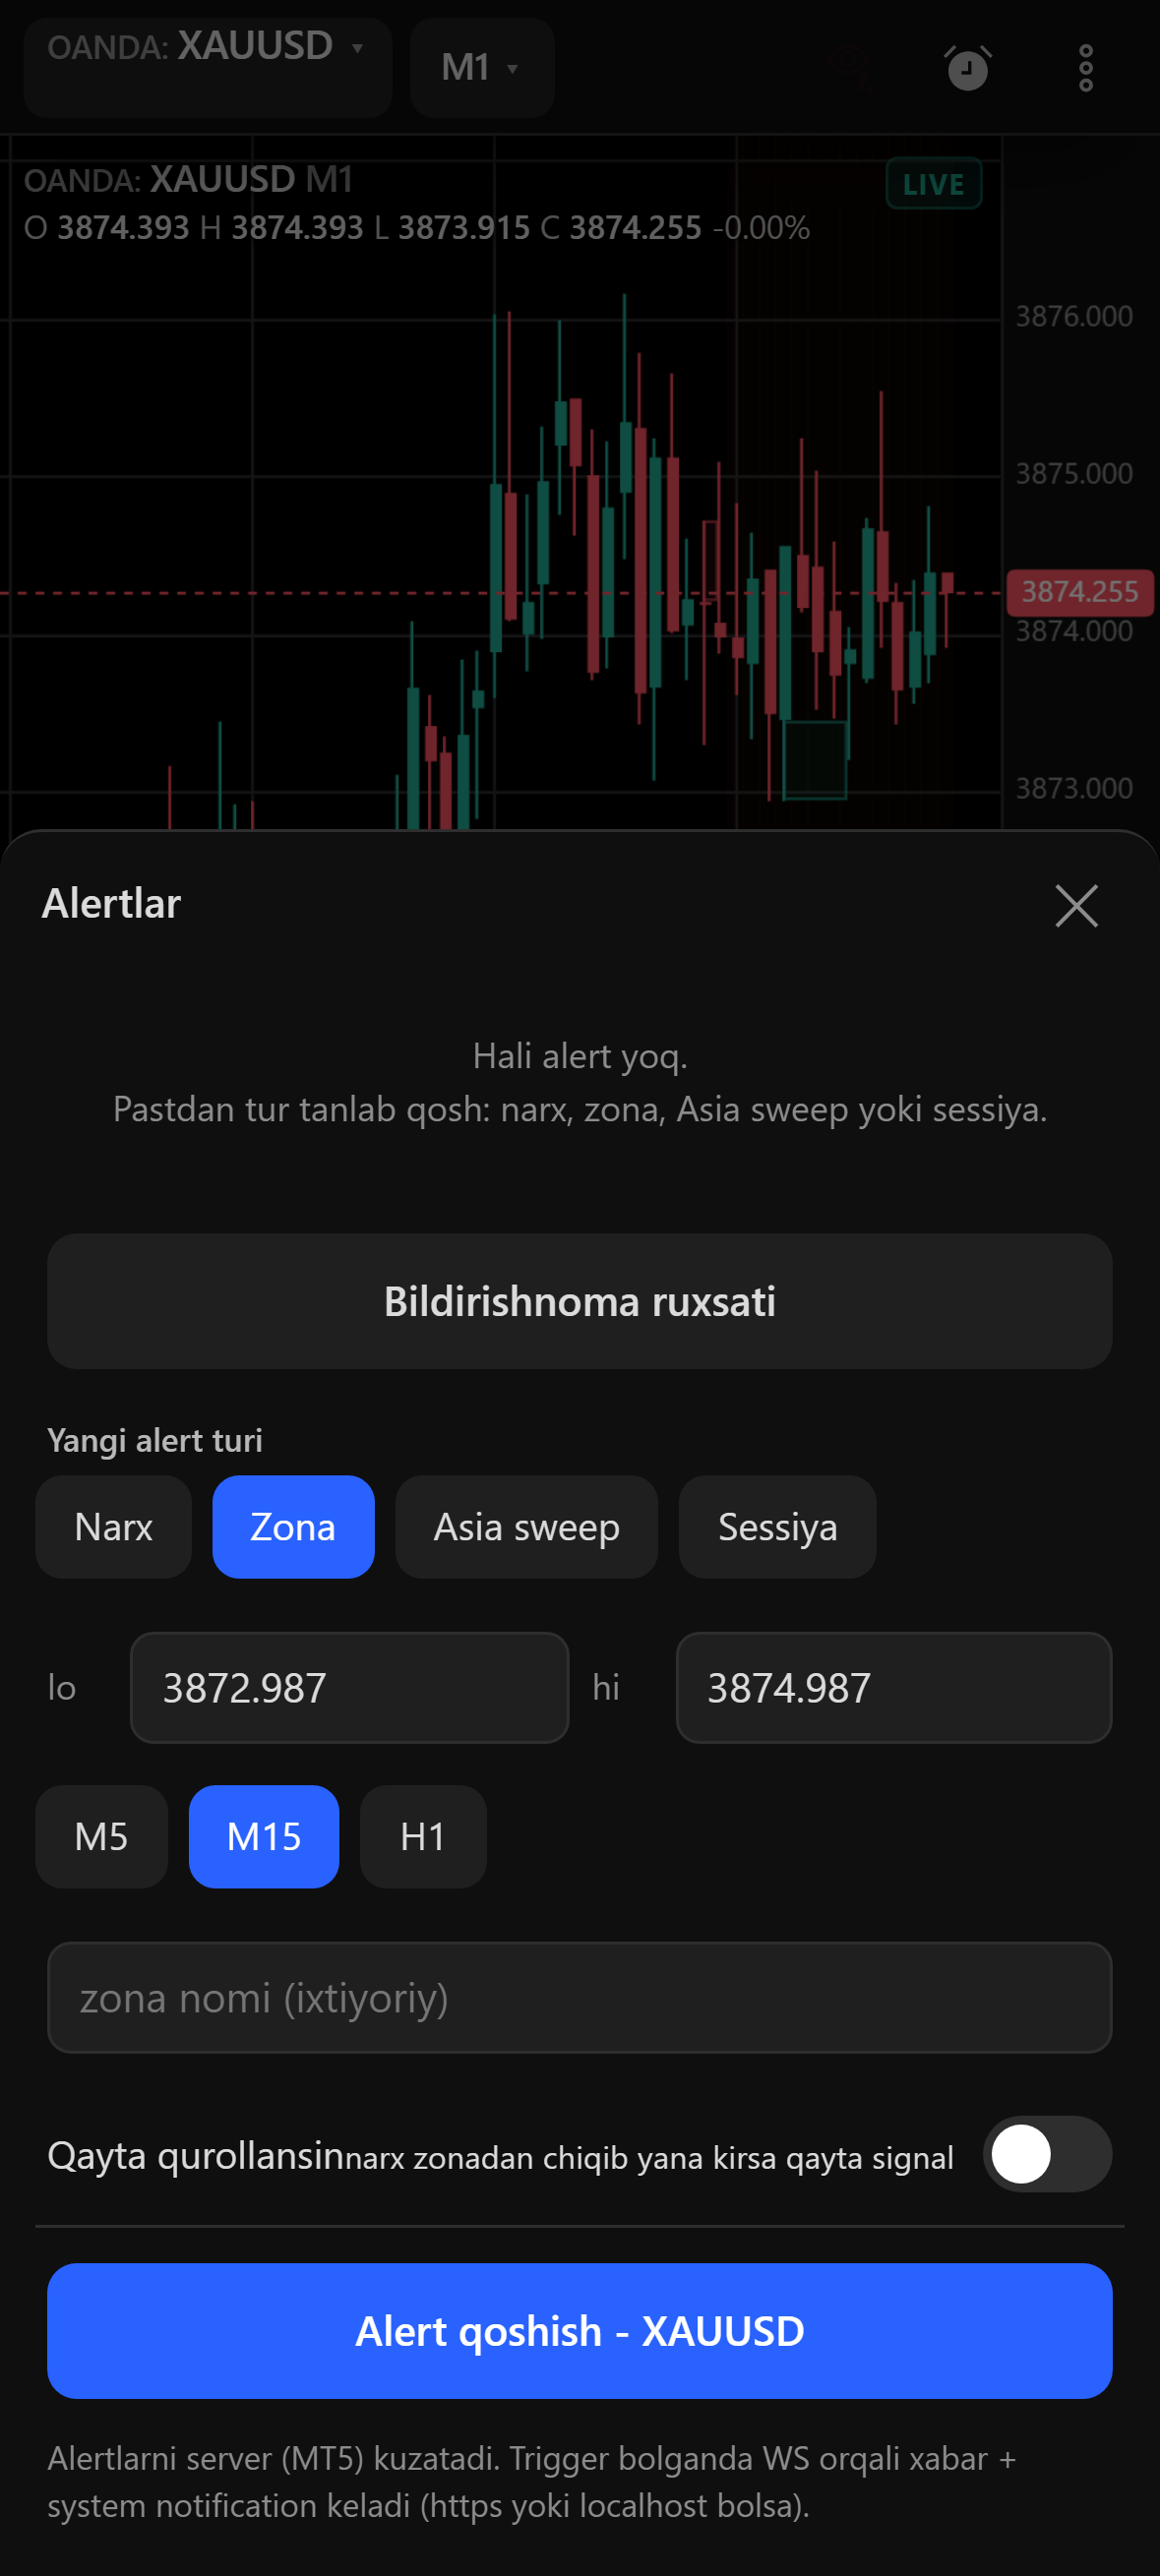 OANDA: XAUUSD ▾ M1 ▾
OANDA: XAUUSD M1 LIVE
O 3874.393 H 3874.393 L 3873.915 C 3874.255 -0.00%
3876.000
3875.000
3874.255
3874.000
3873.000
Alertlar
Hali alert yoq.
Pastdan tur tanlab qosh: narx, zona, Asia sweep yoki sessiya.
Bildirishnoma ruxsati
Yangi alert turi
Narx Zona Asia sweep Sessiya
lo 3872.987 hi 3874.987
M5 M15 H1
zona nomi (ixtiyoriy)
Qayta qurollansinnarx zonadan chiqib yana kirsa qayta signal
Alert qoshish - XAUUSD
Alertlarni server (MT5) kuzatadi. Trigger bolganda WS orqali xabar +
system notification keladi (https yoki localhost bolsa).